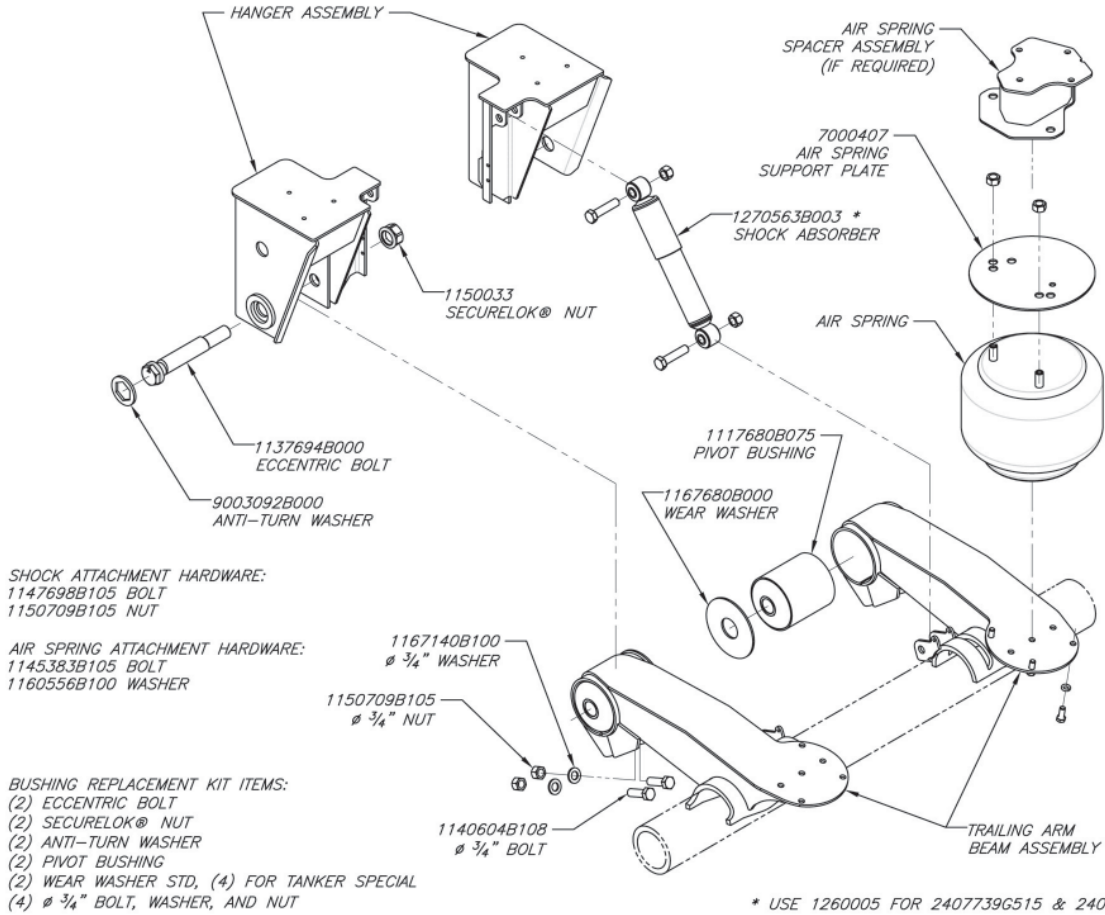 HANGER ASSEMBLY
AIR SPRING
SPACER ASSEMBLY
(IF REQUIRED)
7000407
AIR SPRING
SUPPORT PLATE
1270563B003 *
SHOCK ABSORBER
1150033
SECURELOK® NUT
AIR SPRING
1137694B000
ECCENTRIC BOLT
9003092B000
ANTI-TURN WASHER
1117680B075
PIVOT BUSHING
1167680B000
WEAR WASHER
SHOCK ATTACHMENT HARDWARE:
1147698B105 BOLT
1150709B105 NUT
AIR SPRING ATTACHMENT HARDWARE:
1145383B105 BOLT
1160556B100 WASHER
1167140B100
ø 3/4" WASHER
1150709B105
ø 3/4" NUT
1140604B108
ø 3/4" BOLT
TRAILING ARM
BEAM ASSEMBLY
BUSHING REPLACEMENT KIT ITEMS:
(2) ECCENTRIC BOLT
(2) SECURELOK® NUT
(2) ANTI-TURN WASHER
(2) PIVOT BUSHING
(2) WEAR WASHER STD, (4) FOR TANKER SPECIAL
(4) ø 3/4" BOLT, WASHER, AND NUT
* USE 1260005 FOR 2407739G515 & 240